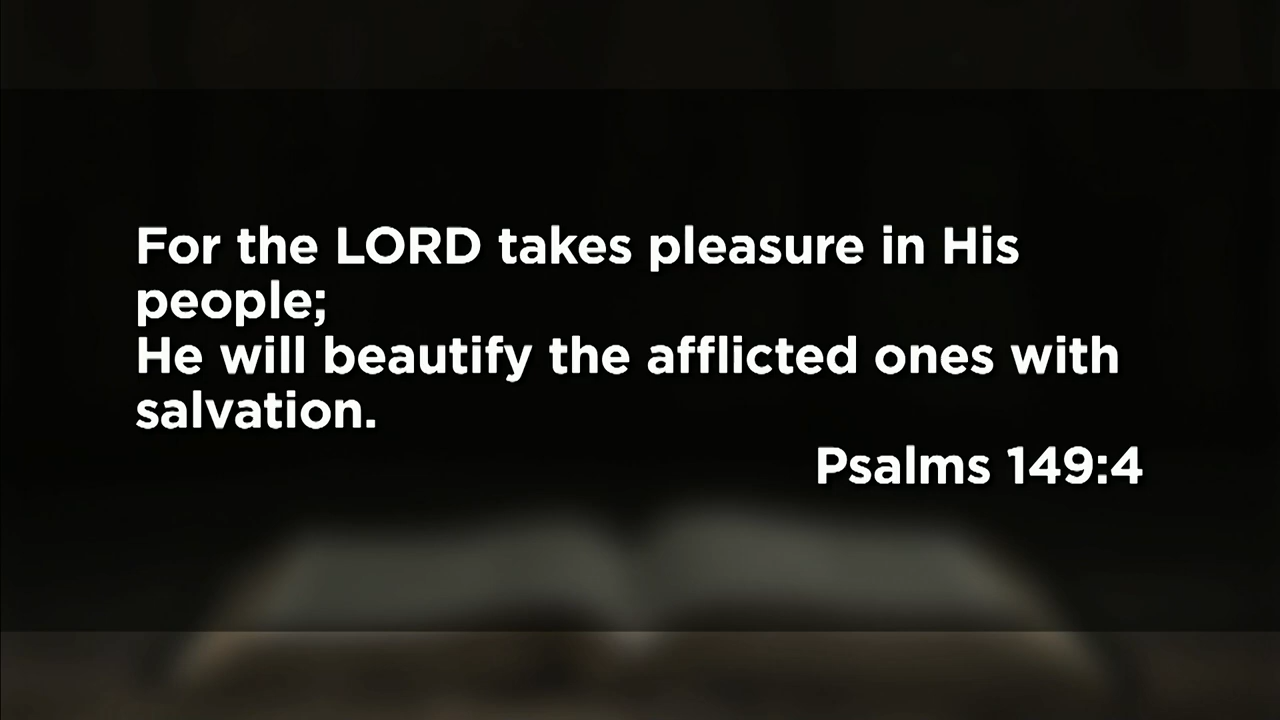 For the LORD takes pleasure in His
people;
He will beautify the afflicted ones with
salvation.
Psalms 149:4